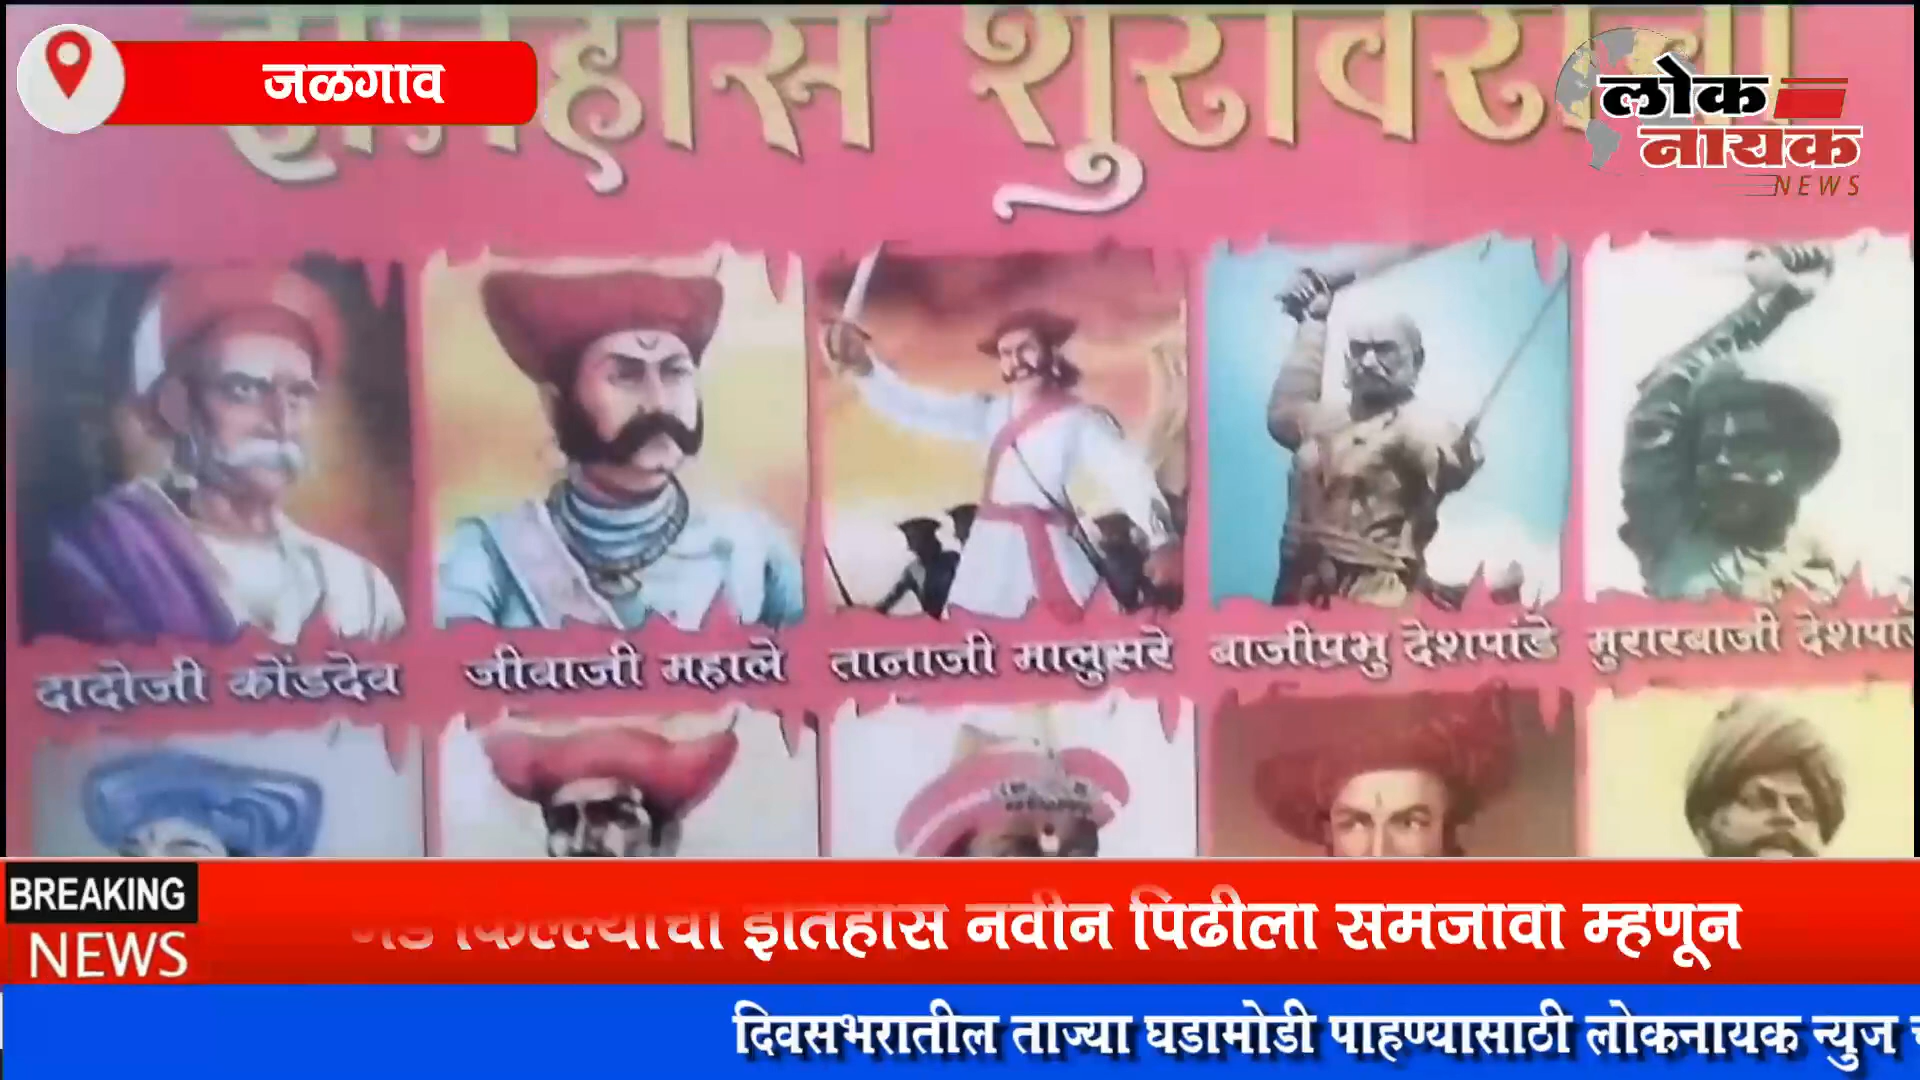 जळगाव
इतिहास शुरवीरांचा
लोक
नायक
NEWS
दादोजी कोंडदेव
जीवाजी महाले
तानाजी मालुसरे
बाजीप्रभु देशपांडे
मुरारबाजी
BREAKING
NEWS
इतिहास नवीन पिढीला समजावा म्हणून
दिवसभरातील ताज्या घडामोडी पाहण्यासाठी लोकनायक न्युज